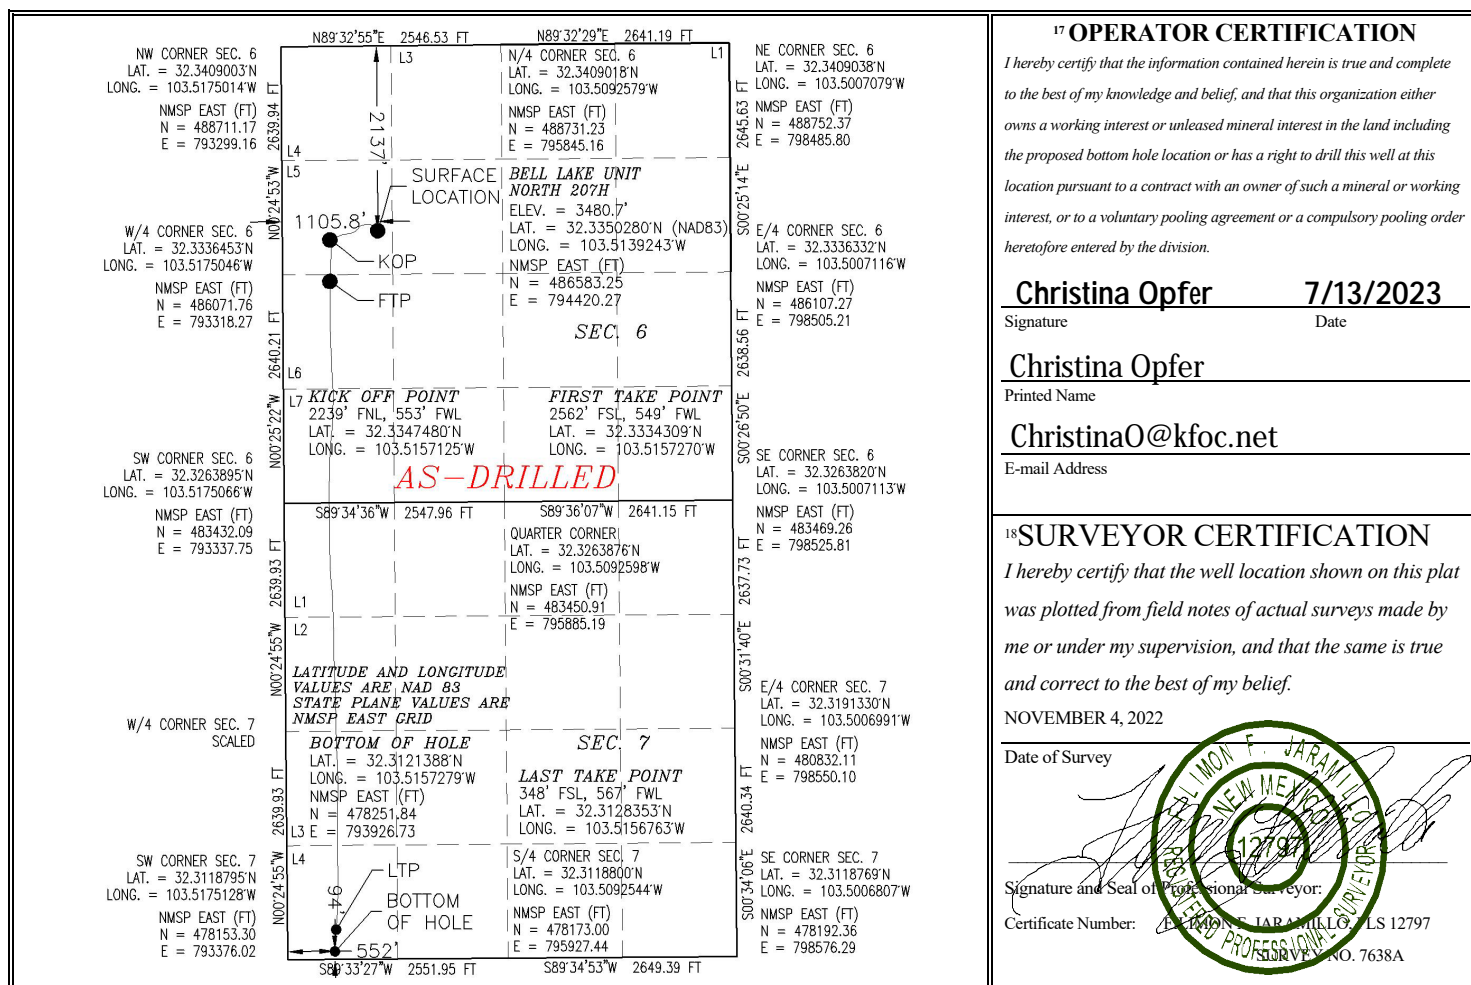 N89°32'55"E 2546.53 FT
N89°32'29"E 2641.19 FT
NW CORNER SEC. 6
LAT. = 32.3409003'N
LONG. = 103.5175014'W
NMSP EAST (FT)
N = 488711.17
E = 793299.16
2639.94 FT
N00°24'53"W
L3
L4
L5
2137'
N/4 CORNER SEC. 6
LAT. = 32.3409018'N
LONG. = 103.5092579'W
NMSP EAST (FT)
N = 488731.23
E = 795845.16
L1
NE CORNER SEC. 6
LAT. = 32.3409038'N
LONG. = 103.5007079'W
NMSP EAST (FT)
N = 488752.37
E = 798485.80
2645.63 FT
S00°25'14"E
SURFACE
LOCATION
1105.8'
KOP
FTP
BELL LAKE UNIT
NORTH 207H
ELEV. = 3480.7'
LAT. = 32.3350280'N (NAD83)
LONG. = 103.5139243'W
NMSP EAST (FT)
N = 486583.25
E = 794420.27
W/4 CORNER SEC. 6
LAT. = 32.3336453'N
LONG. = 103.5175046'W
NMSP EAST (FT)
N = 486071.76
E = 793318.27
E/4 CORNER SEC. 6
LAT. = 32.3336332'N
LONG. = 103.5007116'W
NMSP EAST (FT)
N = 486107.27
E = 798505.21
SEC. 6
2640.21 FT
N00°25'22"W
2638.56 FT
S00°26'50"E
L6
L7
KICK OFF POINT
2239' FNL, 553' FWL
LAT. = 32.3347480'N
LONG. = 103.5157125'W
FIRST TAKE POINT
2562' FSL, 549' FWL
LAT. = 32.3334309'N
LONG. = 103.5157270'W
AS-DRILLED
SW CORNER SEC. 6
LAT. = 32.3263895'N
LONG. = 103.5175066'W
NMSP EAST (FT)
N = 483432.09
E = 793337.75
SE CORNER SEC. 6
LAT. = 32.3263820'N
LONG. = 103.5007113'W
NMSP EAST (FT)
N = 483469.26
E = 798525.81
S89°34'36"W 2547.96 FT
S89°36'07"W 2641.15 FT
QUARTER CORNER
LAT. = 32.3263876'N
LONG. = 103.5092598'W
NMSP EAST (FT)
N = 483450.91
E = 795885.19
2639.93 FT
N00°24'55"W
2637.73 FT
S00°31'40"E
L1
L2
LATITUDE AND LONGITUDE
VALUES ARE NAD 83
STATE PLANE VALUES ARE
NMSP EAST GRID
W/4 CORNER SEC. 7
SCALED
E/4 CORNER SEC. 7
LAT. = 32.3191330'N
LONG. = 103.5006991'W
NMSP EAST (FT)
N = 480832.11
E = 798550.10
BOTTOM OF HOLE
LAT. = 32.3121388'N
LONG. = 103.5157279'W
NMSP EAST (FT)
N = 478251.84
E = 793926.73
SEC. 7
LAST TAKE POINT
348' FSL, 567' FWL
LAT. = 32.3128353'N
LONG. = 103.5156763'W
2639.93 FT
N00°24'55"W
2640.34 FT
S00°34'06"E
L3
L4
SW CORNER SEC. 7
LAT. = 32.3118795'N
LONG. = 103.5175128'W
NMSP EAST (FT)
N = 478153.30
E = 793376.02
LTP
BOTTOM
OF HOLE
94'
552'
S/4 CORNER SEC. 7
LAT. = 32.3118800'N
LONG. = 103.5092544'W
NMSP EAST (FT)
N = 478173.00
E = 795927.44
SE CORNER SEC. 7
LAT. = 32.3118769'N
LONG. = 103.5006807'W
NMSP EAST (FT)
N = 478192.36
E = 798576.29
S89°33'27"W 2551.95 FT
S89°34'53"W 2649.39 FT
17 OPERATOR CERTIFICATION
I hereby certify that the information contained herein is true and complete
to the best of my knowledge and belief, and that this organization either
owns a working interest or unleased mineral interest in the land including
the proposed bottom hole location or has a right to drill this well at this
location pursuant to a contract with an owner of such a mineral or working
interest, or to a voluntary pooling agreement or a compulsory pooling order
heretofore entered by the division.
Christina Opfer 7/13/2023
Signature Date
Christina Opfer
Printed Name
ChristinaO@kfoc.net
E-mail Address
18 SURVEYOR CERTIFICATION
I hereby certify that the well location shown on this plat
was plotted from field notes of actual surveys made by
me or under my supervision, and that the same is true
and correct to the best of my belief.
NOVEMBER 4, 2022
Date of Survey
FILIMON F. JARAMILLO
NEW MEXICO
12797
REGISTERED PROFESSIONAL SURVEYOR
Signature and Seal of Professional Surveyor:
Certificate Number: FILIMON F. JARAMILLO, PLS 12797
SURVEY NO. 7638A